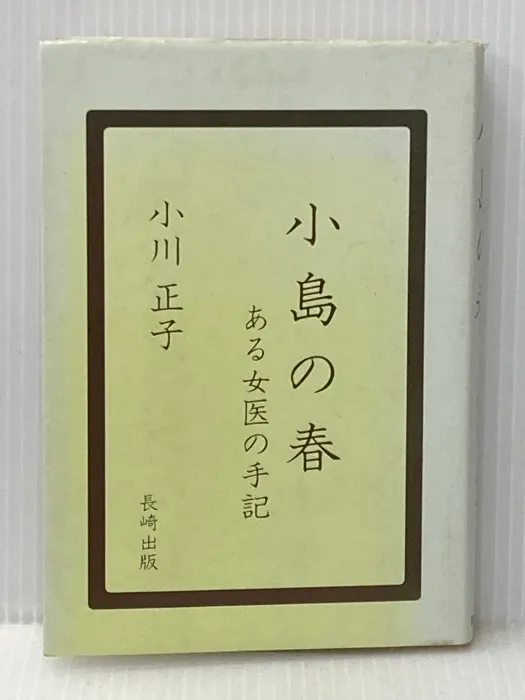 小島の春
ある女医の手記
小川正子
長崎出版